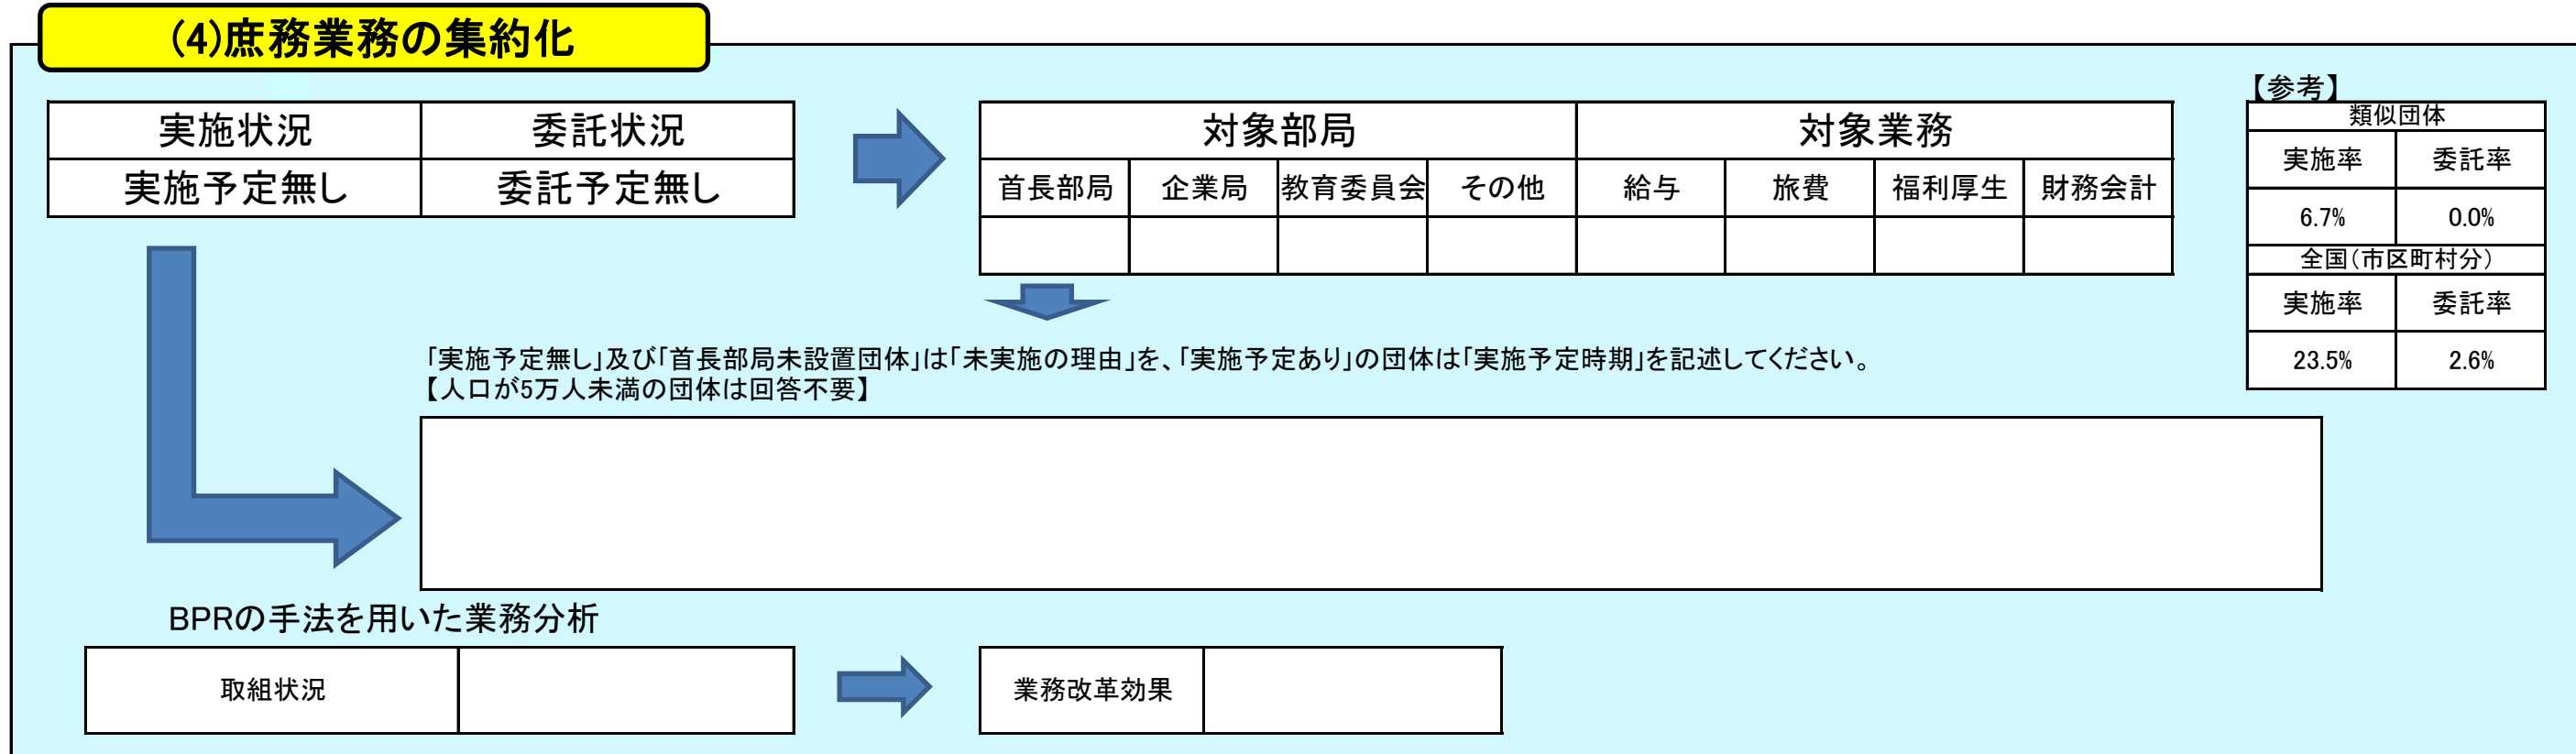 (4)庶務業務の集約化
実施状況 委託状況
実施予定無し 委託予定無し
対象部局 対象業務
首長部局 企業局 教育委員会 その他 給与 旅費 福利厚生 財務会計
【参考】
類似団体
実施率 委託率
6.7% 0.0%
全国(市区町村分)
実施率 委託率
23.5% 2.6%
「実施予定無し」及び「首長部局未設置団体」は「未実施の理由」を、「実施予定あり」の団体は「実施予定時期」を記述してください。
【人口が5万人未満の団体は回答不要】
BPRの手法を用いた業務分析
取組状況
業務改革効果